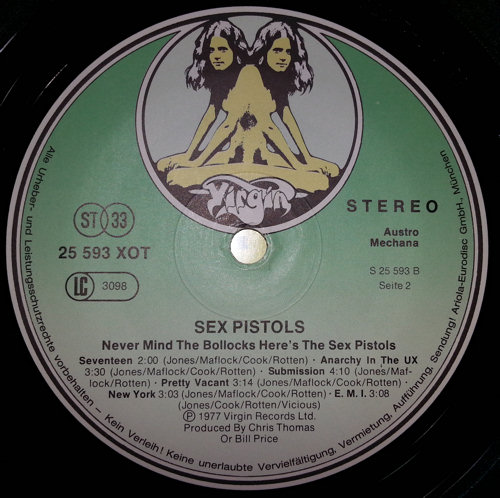 Virgin
ST 33
STEREO
25 593 XOT
Austro
Mechana
LC 3098
S 25 593 B
Seite 2
SEX PISTOLS
Never Mind The Bollocks Here's The Sex Pistols
Seventeen 2:00 (Jones/Maflock/Cook/Rotten) · Anarchy In The UX
3:30 (Jones/Maflock/Cook/Rotten) · Submission 4:10 (Jones/Maf-
lock/Rotten) · Pretty Vacant 3:14 (Jones/Maflock/Cook/Rotten) ·
New York 3:03 (Jones/Maflock/Cook/Rotten) · E. M. I. 3:08
(Jones/Maflock/Cook/Rotten/Vicious)
Ⓟ 1977 Virgin Records Ltd.
Produced By Chris Thomas
Or Bill Price
Alle Urheber- und Leistungsschutzrechte vorbehalten – Kein Verleih! Keine unerlaubte Vervielfältigung, Vermietung, Aufführung, Sendung! Ariola-Eurodisc GmbH., München